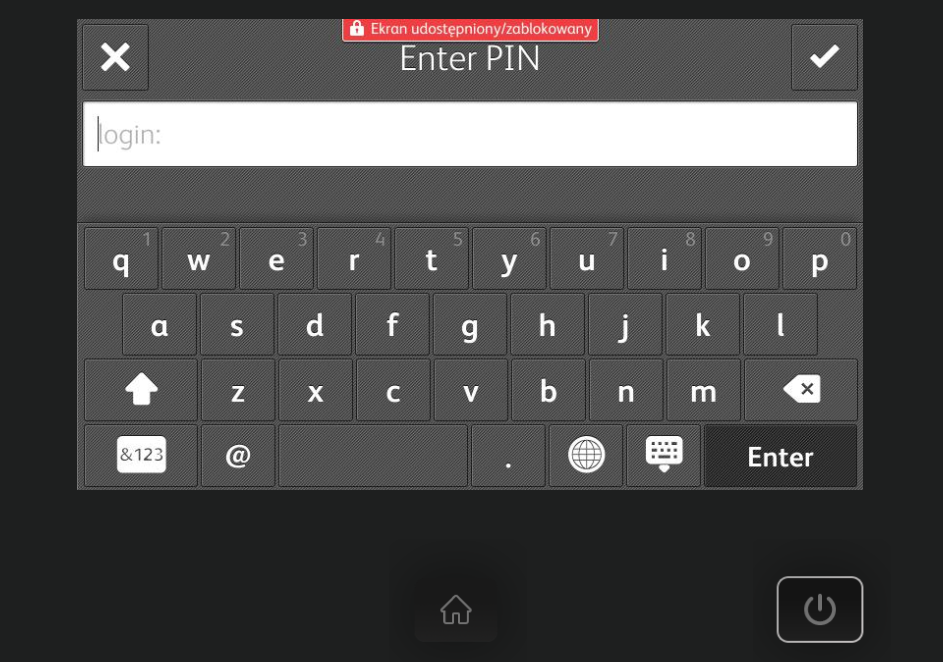 Ekran udostępniony/zablokowany
Enter PIN
login:
1 2 3 4 5 6 7 8 9 0
q w e r t y u i o p
a s d f g h j k l
z x c v b n m
&123 @ . Enter